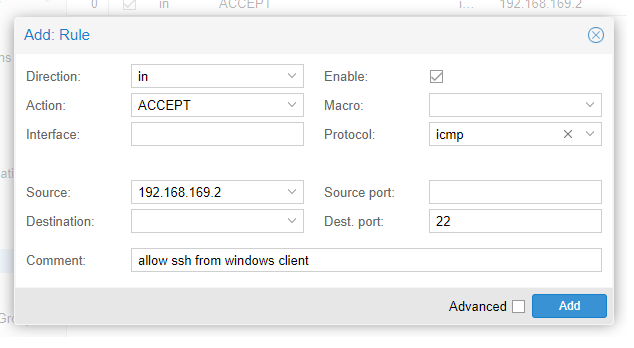 0 in ACCEPT i... 192.168.169.2
Add: Rule
Direction: in Enable:
Action: ACCEPT Macro:
Interface: Protocol: icmp
Source: 192.168.169.2 Source port:
Destination: Dest. port: 22
Comment: allow ssh from windows client
Advanced Add